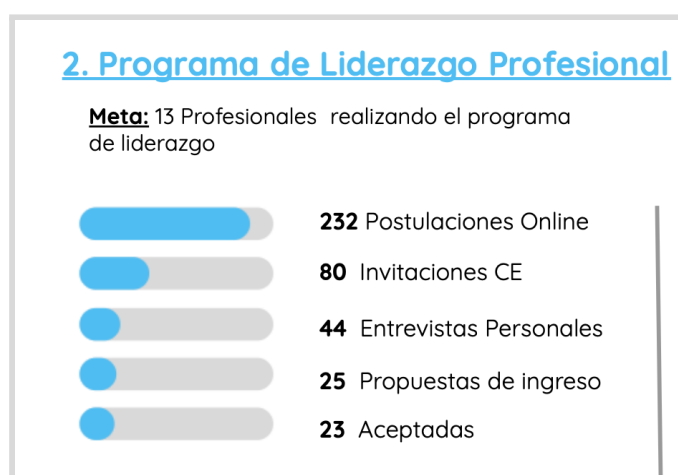 2. Programa de Liderazgo Profesional
Meta: 13 Profesionales realizando el programa
de liderazgo
232 Postulaciones Online
80 Invitaciones CE
44 Entrevistas Personales
25 Propuestas de ingreso
23 Aceptadas